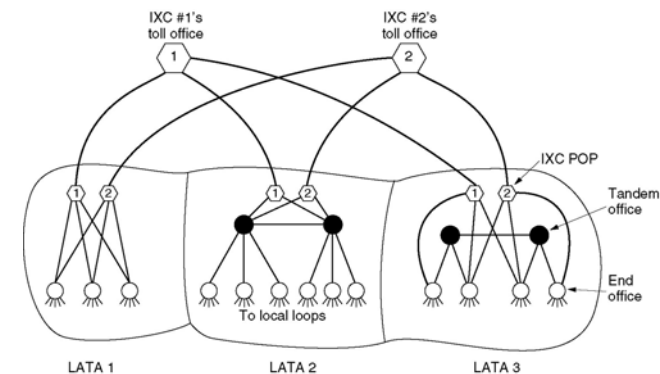 IXC #1's
toll office
IXC #2's
toll office
1
2
IXC POP
1
2
1
2
1
2
Tandem
office
End
office
To local loops
LATA 1
LATA 2
LATA 3